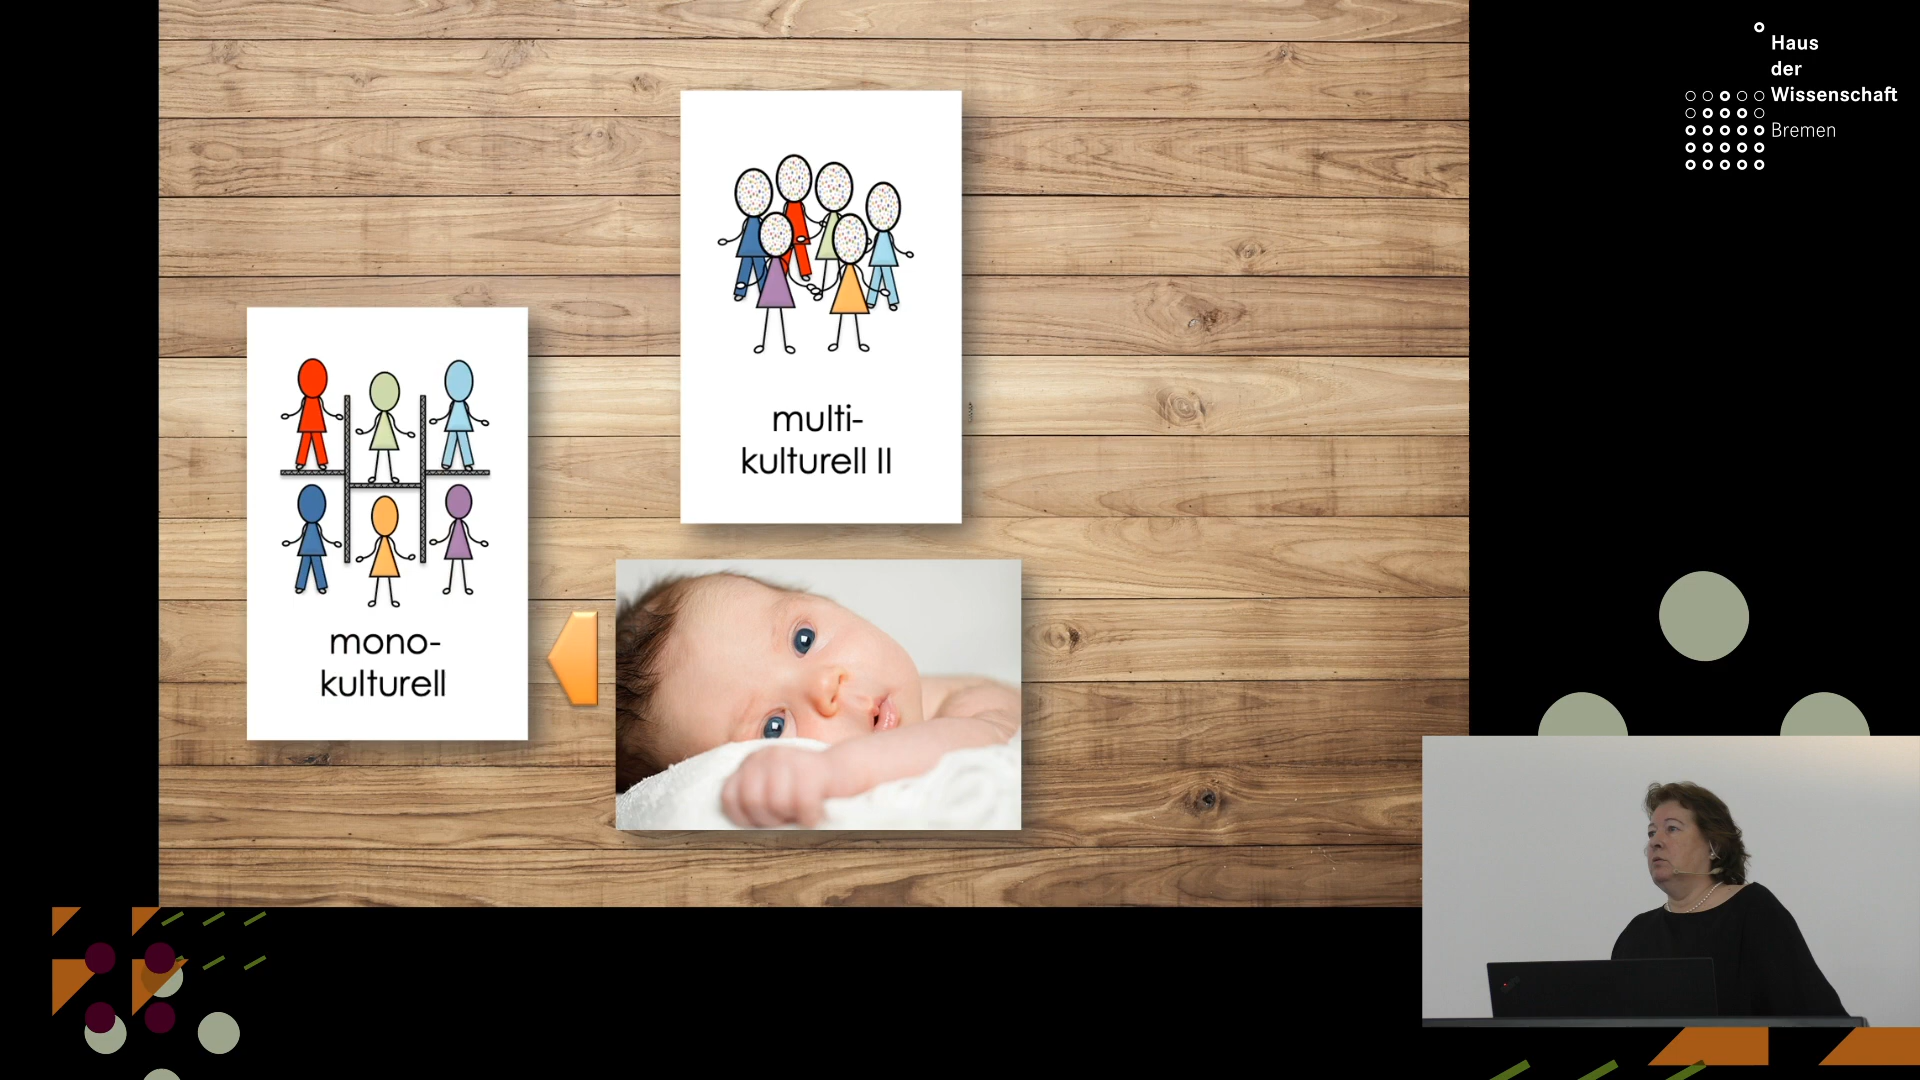 Haus
der
Wissenschaft
Bremen
multi-
kulturell II
mono-
kulturell